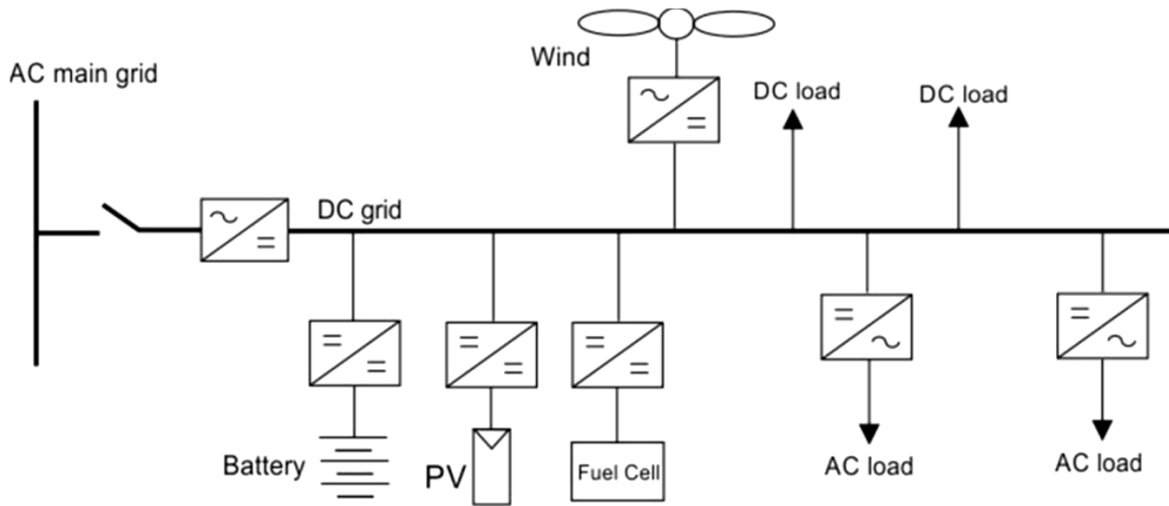 Wind
AC main grid
DC load
DC load
DC grid
Battery
PV
Fuel Cell
AC load
AC load